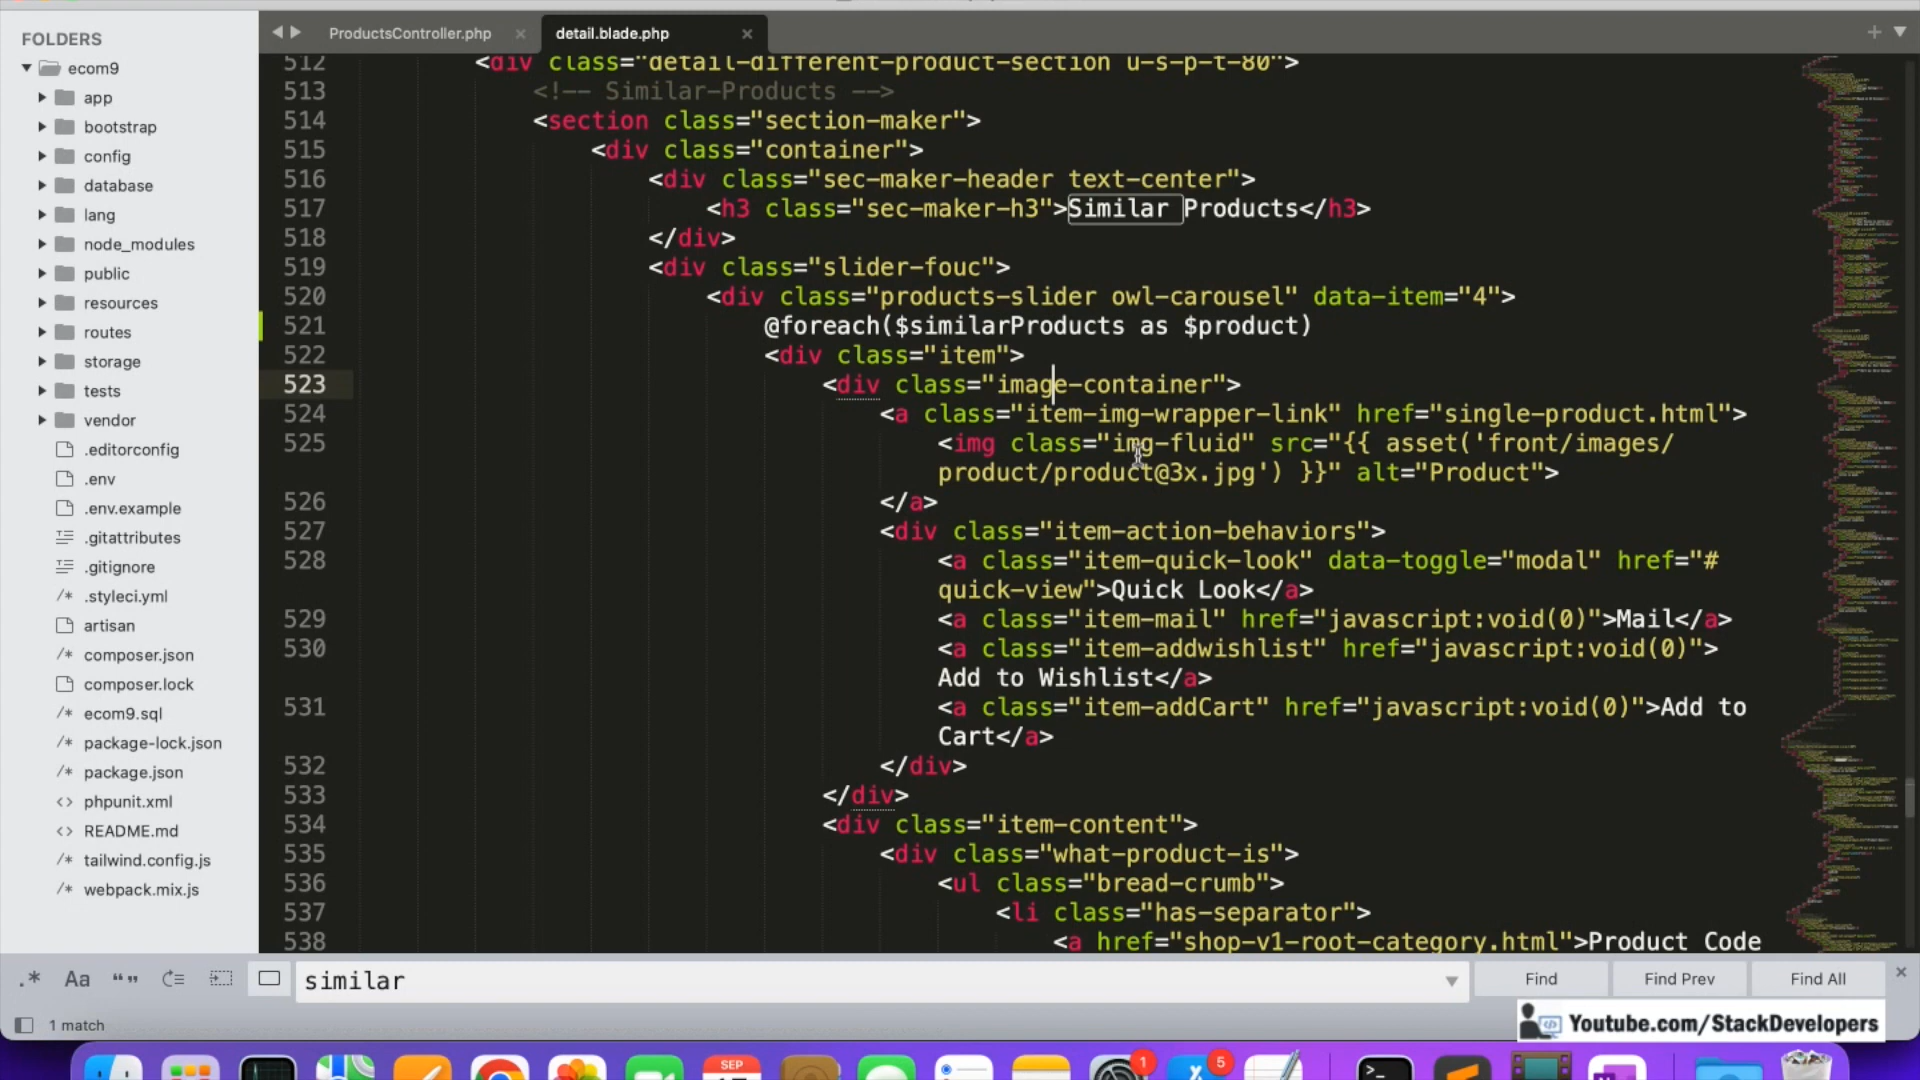 FOLDERS
ecom9
app
bootstrap
config
database
lang
node_modules
public
resources
routes
storage
tests
vendor
.editorconfig
.env
.env.example
.gitattributes
.gitignore
/* .styleci.yml
artisan
/* composer.json
composer.lock
/* ecom9.sql
/* package-lock.json
/* package.json
<> phpunit.xml
<> README.md
/* tailwind.config.js
/* webpack.mix.js
ProductsController.php ×
detail.blade.php ×
512 <div class="detail-different-product-section u-s-p-t-80">
513 <!-- Similar-Products -->
514 <section class="section-maker">
515 <div class="container">
516 <div class="sec-maker-header text-center">
517 <h3 class="sec-maker-h3">Similar Products</h3>
518 </div>
519 <div class="slider-fouc">
520 <div class="products-slider owl-carousel" data-item="4">
521 @foreach($similarProducts as $product)
522 <div class="item">
523 <div class="image-container">
524 <a class="item-img-wrapper-link" href="single-product.html">
525 <img class="img-fluid" src="{{ asset('front/images/
product/product@3x.jpg') }}" alt="Product">
526 </a>
527 <div class="item-action-behaviors">
528 <a class="item-quick-look" data-toggle="modal" href="#
quick-view">Quick Look</a>
529 <a class="item-mail" href="javascript:void(0)">Mail</a>
530 <a class="item-addwishlist" href="javascript:void(0)">
Add to Wishlist</a>
531 <a class="item-addCart" href="javascript:void(0)">Add to
Cart</a>
532 </div>
533 </div>
534 <div class="item-content">
535 <div class="what-product-is">
536 <ul class="bread-crumb">
537 <li class="has-separator">
538 <a href="shop-v1-root-category.html">Product Code
.* Aa “” similar Find Find Prev Find All
1 match
Youtube.com/StackDevelopers
SEP
1
5